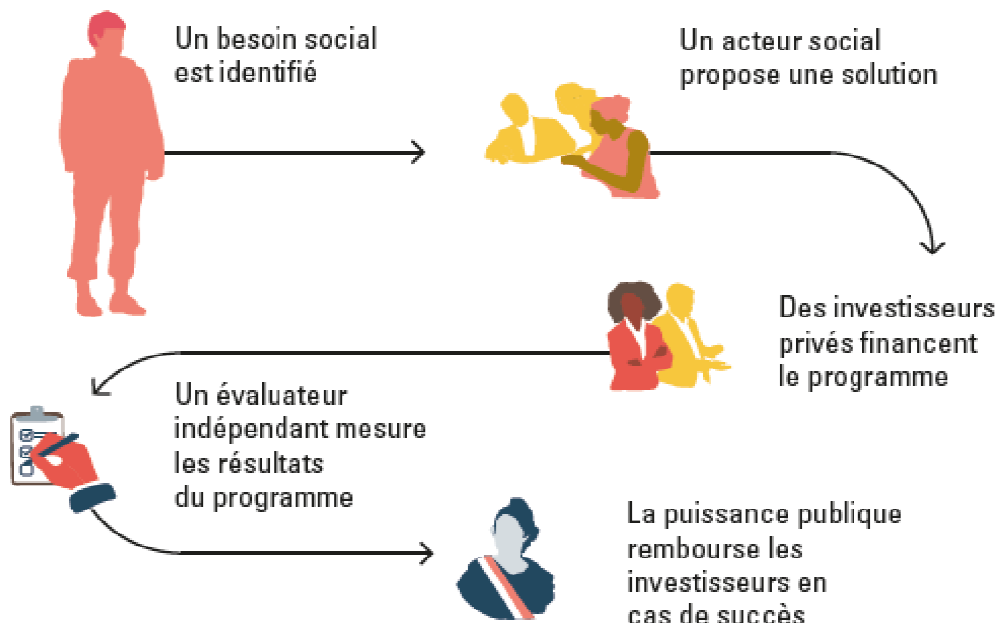 Un besoin social
est identifié
Un acteur social
propose une solution
Des investisseurs
privés financent
le programme
Un évaluateur
indépendant mesure
les résultats
du programme
La puissance publique
rembourse les
investisseurs en
cas de succès